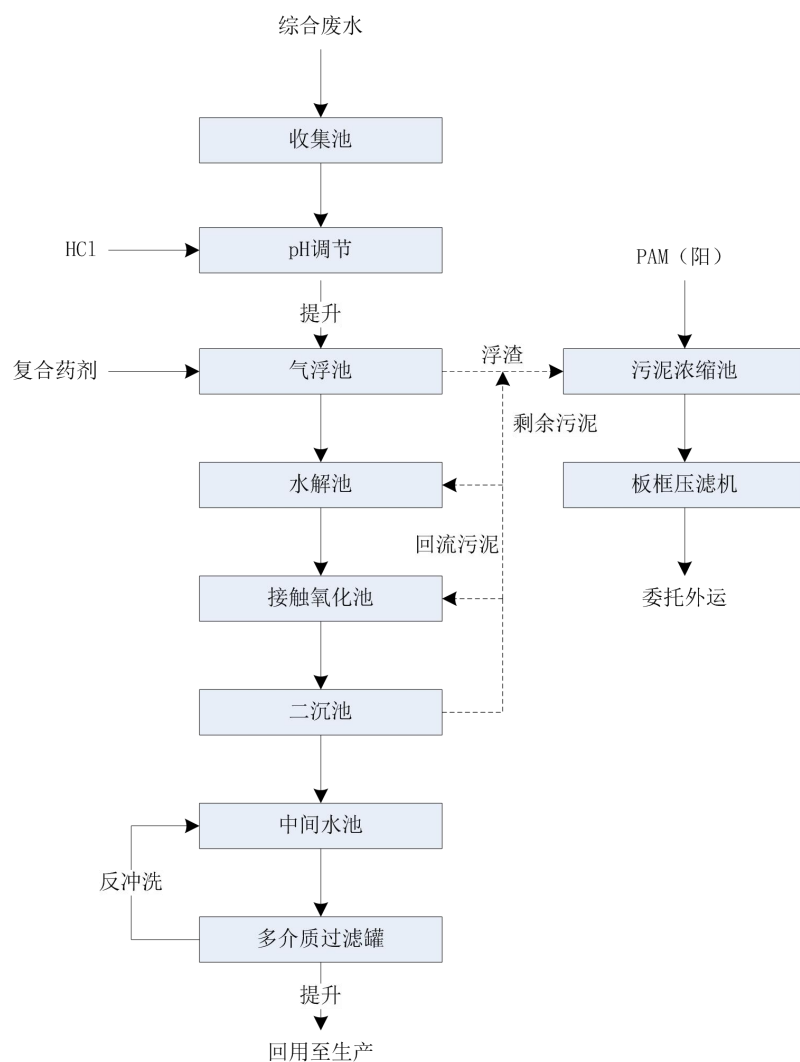 综合废水
收集池
HCl
pH调节
PAM（阳）
提升
复合药剂
气浮池
浮渣
污泥浓缩池
剩余污泥
水解池
板框压滤机
回流污泥
接触氧化池
委托外运
二沉池
中间水池
反冲洗
多介质过滤罐
提升
回用至生产